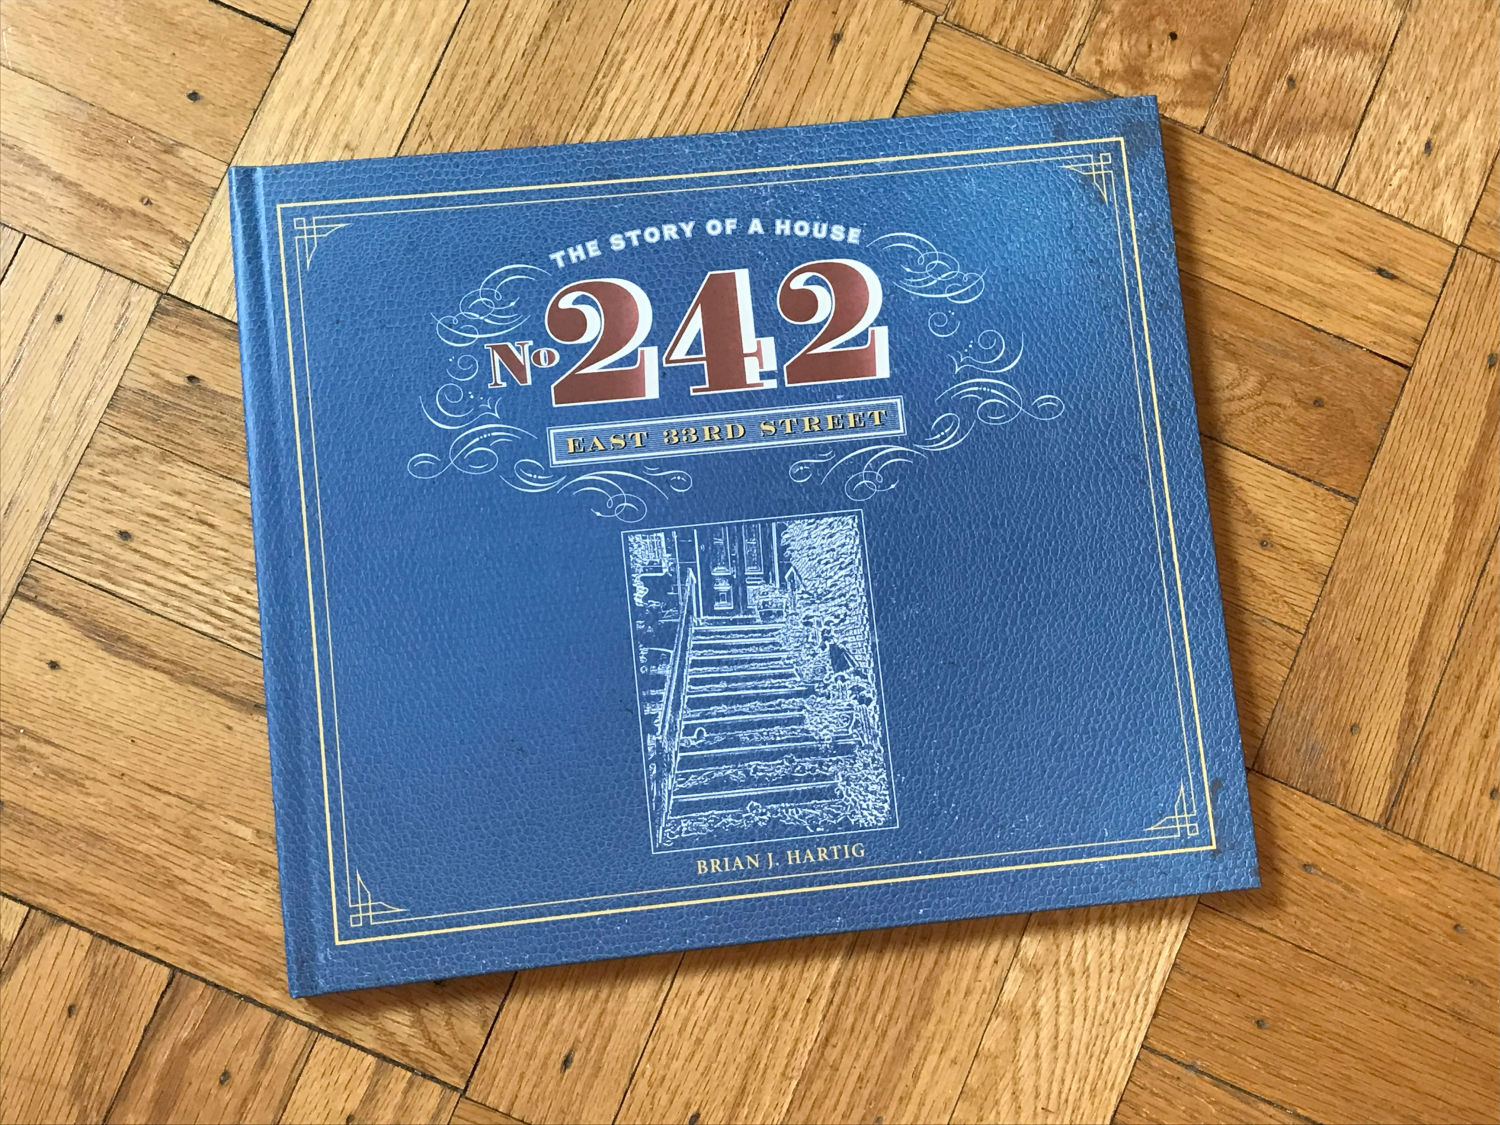 THE STORY OF A HOUSE
No 242
EAST 33RD STREET
BRIAN J. HARTIG